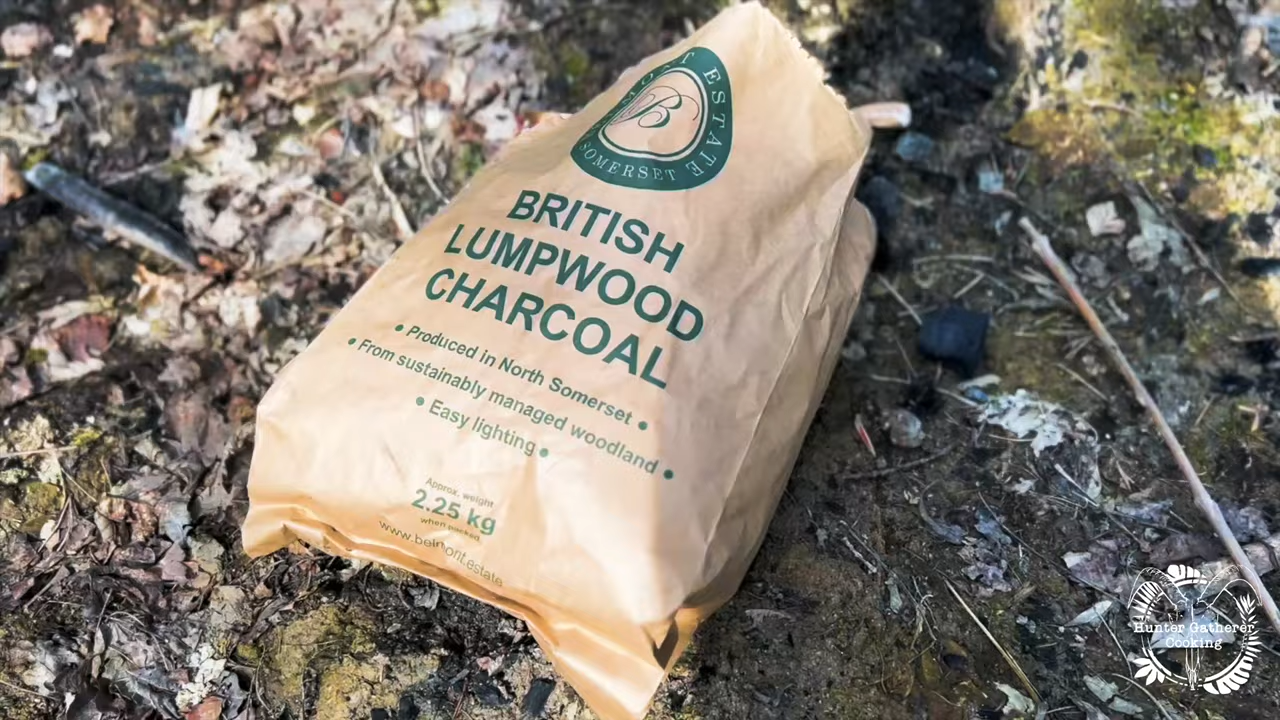 ESTATE
SOMERSET
B
BRITISH
LUMPWOOD
CHARCOAL
• Produced in North Somerset •
• From sustainably managed woodland •
• Easy lighting •
Approx. weight
2.25 kg
when packed
www.belmont.estate
Hunter Gatherer
Cooking